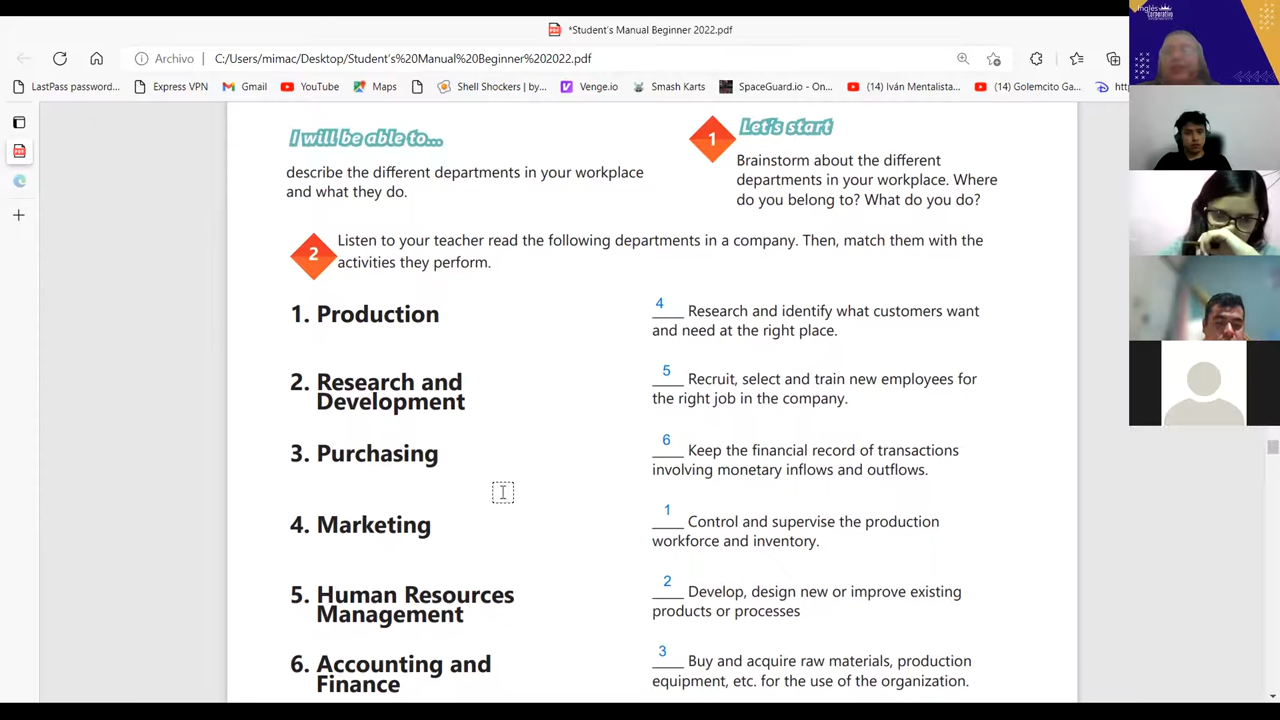 *Student's Manual Beginner 2022.pdf
Archivo C:/Users/mimac/Desktop/Student's%20Manual%20Beginner%202022.pdf
LastPass password... Express VPN Gmail YouTube Maps Shell Shockers | by... Venge.io Smash Karts SpaceGuard.io - On... (14) Iván Mentalista... (14) Golemcito Ga...
Inglés
Corporativo
I will be able to...
describe the different departments in your workplace
and what they do.
1 Let's start
Brainstorm about the different
departments in your workplace. Where
do you belong to? What do you do?
2 Listen to your teacher read the following departments in a company. Then, match them with the
activities they perform.
1. Production
4 Research and identify what customers want
and need at the right place.
2. Research and
Development
5 Recruit, select and train new employees for
the right job in the company.
3. Purchasing
6 Keep the financial record of transactions
involving monetary inflows and outflows.
4. Marketing
1 Control and supervise the production
workforce and inventory.
5. Human Resources
Management
2 Develop, design new or improve existing
products or processes
6. Accounting and
Finance
3 Buy and acquire raw materials, production
equipment, etc. for the use of the organization.